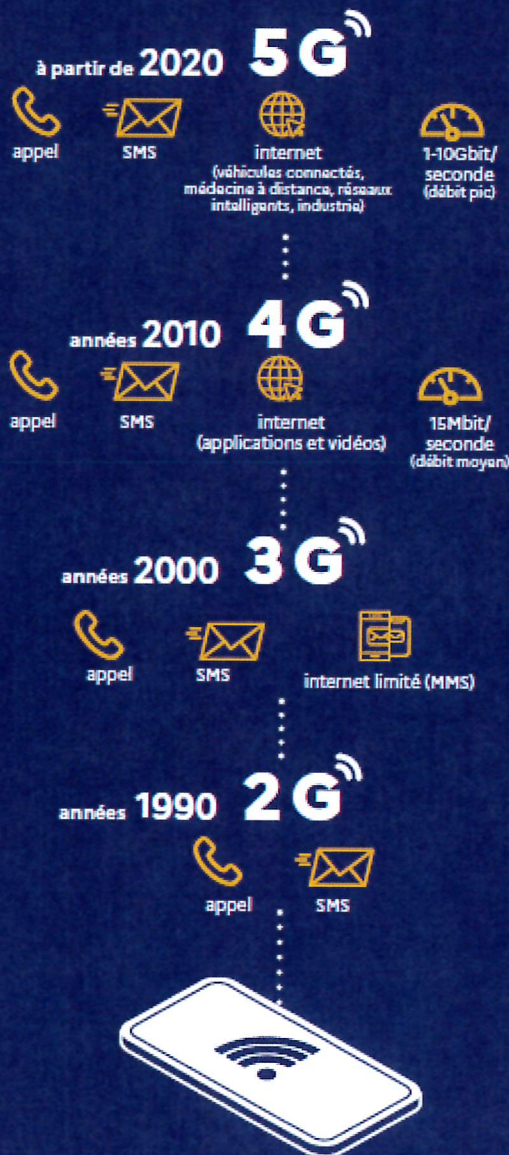 à partir de 2020 5G
appel
SMS
internet
(véhicules connectés,
médecine à distance, réseaux
intelligents, industrie)
1-10Gbit/
seconde
(débit pic)
années 2010 4G
appel
SMS
internet
(applications et vidéos)
15Mbit/
seconde
(débit moyen)
années 2000 3G
appel
SMS
internet limité (MMS)
années 1990 2G
appel
SMS